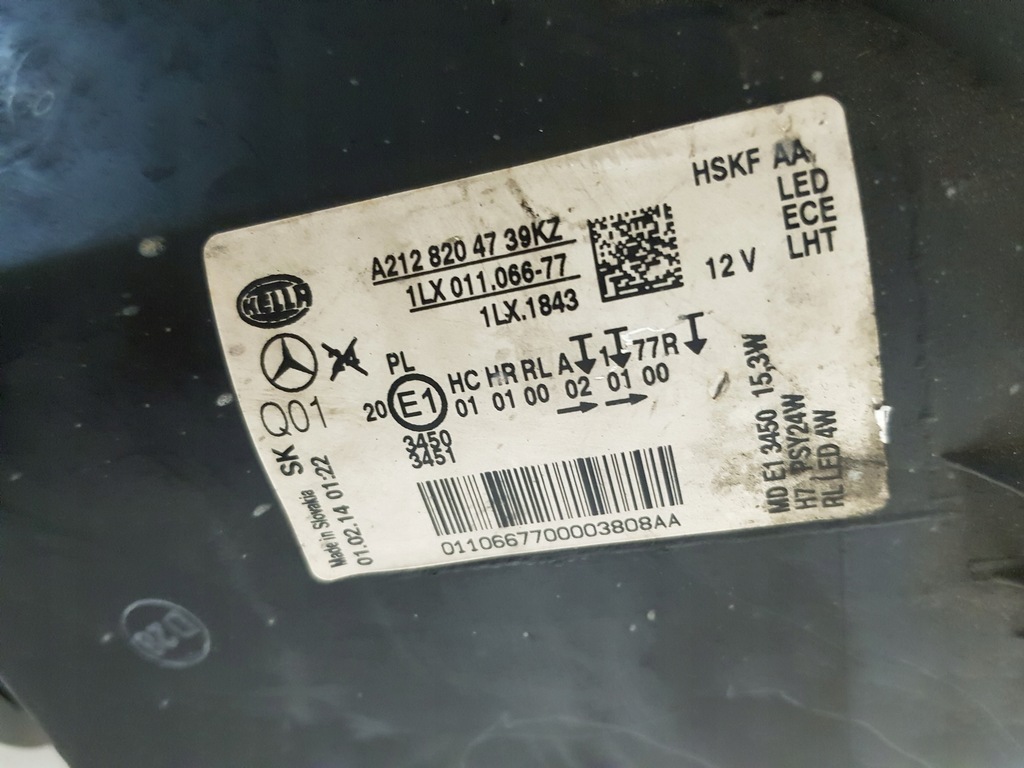 HELLA
A212 820 47 39KZ
1LX 011.066-77
1LX.1843
HSKF AA
LED
ECE
LHT
12 V
Q01
PL
20 E1
HC HR RL A 1 77R
01 01 00 02 01 00
3450
3451
SK
Made in Slovakia
01.02.14 01:22
01106677000003808AA
MD E1 3450 15,3W
H7 PSY24W
RL LED 4W